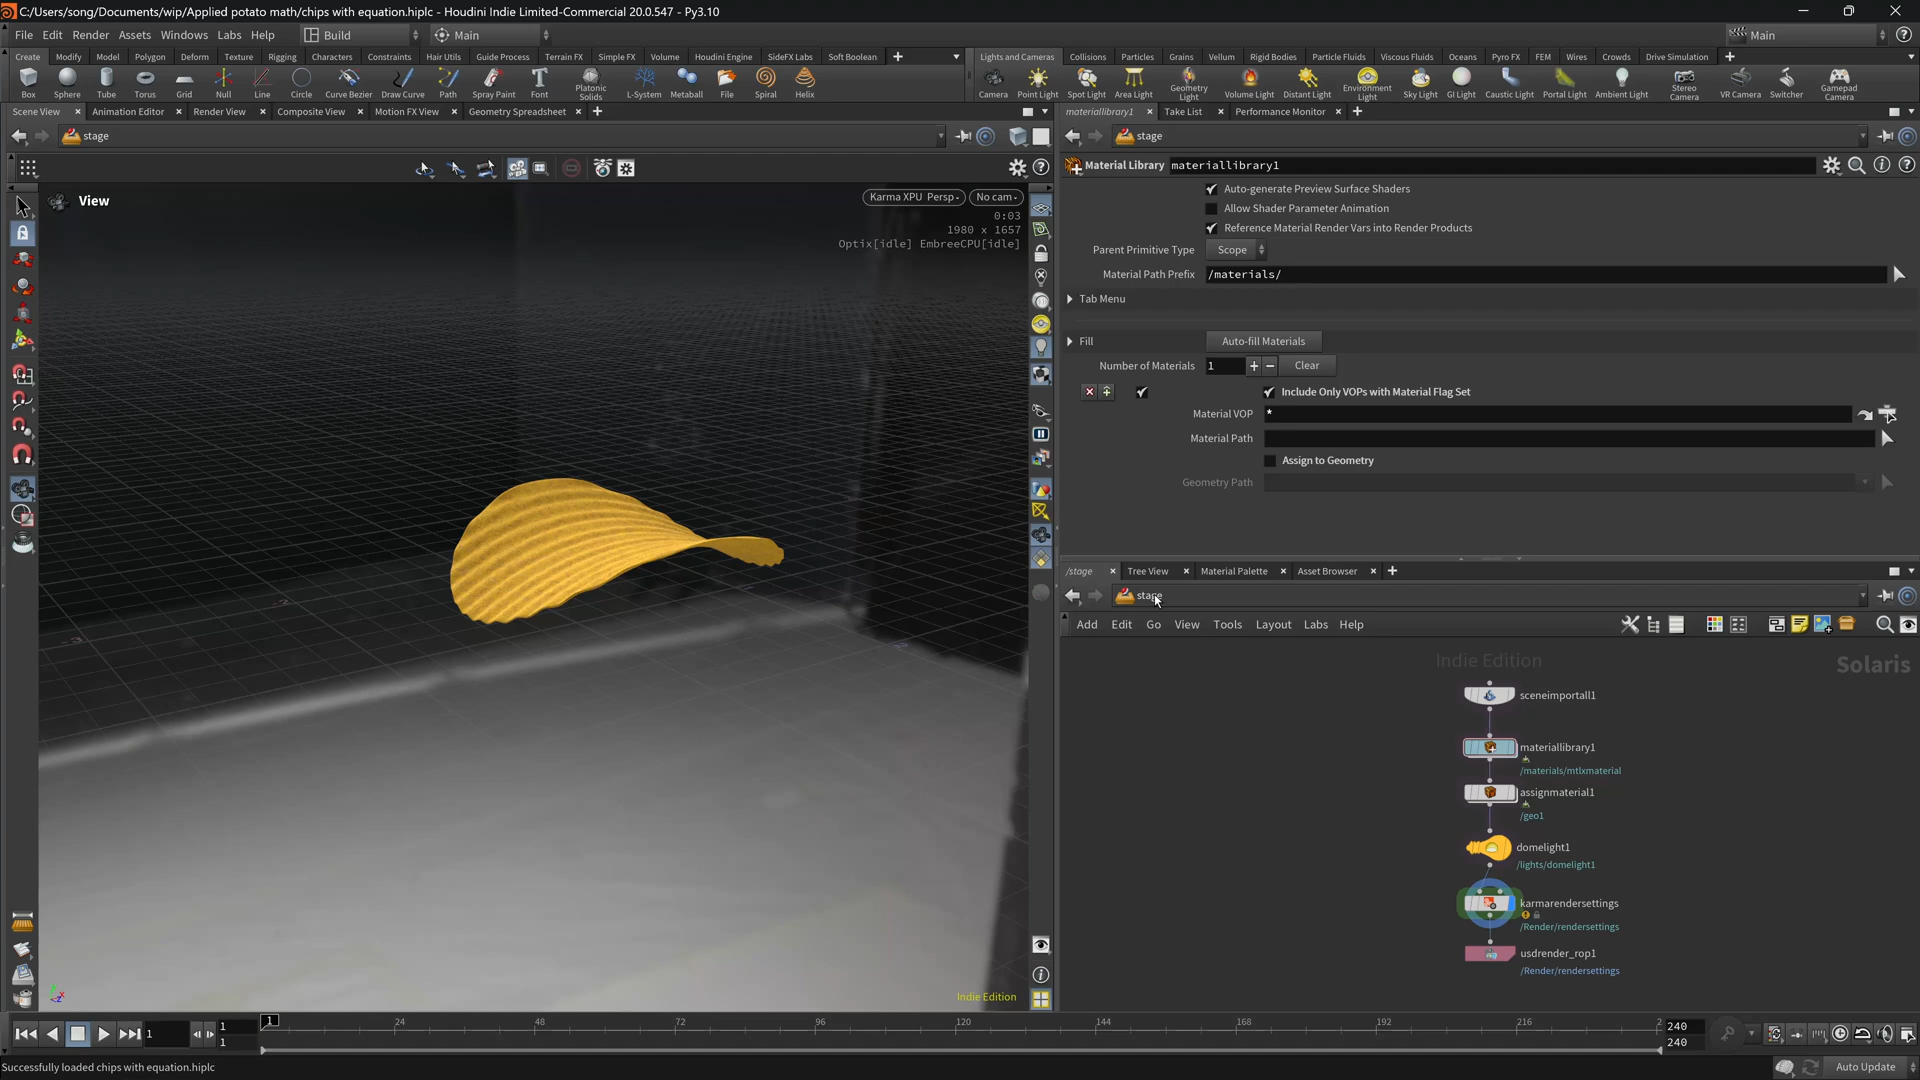 C:/Users/song/Documents/wip/Applied potato math/chips with equation.hiplc - Houdini Indie Limited-Commercial 20.0.547 - Py3.10
File Edit Render Assets Windows Labs Help Build Main Main
Create Modify Model Polygon Deform Texture Rigging Characters Constraints Hair Utils Guide Process Terrain FX Simple FX Volume Houdini Engine SideFX Labs Soft Boolean
Lights and Cameras Collisions Particles Grains Vellum Rigid Bodies Particle Fluids Viscous Fluids Oceans Pyro FX FEM Wires Crowds Drive Simulation
Box Sphere Tube Torus Grid Null Line Circle Curve Bezier Draw Curve Path Spray Paint Font Platonic Solids L-System Metaball File Spiral Helix
Camera Point Light Spot Light Area Light Geometry Light Volume Light Distant Light Environment Light Sky Light GI Light Caustic Light Portal Light Ambient Light Stereo Camera VR Camera Switcher Gamepad Camera
Scene View Animation Editor Render View Composite View Motion FX View Geometry Spreadsheet
materiallibrary1 Take List Performance Monitor
stage
stage
Material Library materiallibrary1
View
Karma XPU Persp No cam
0:03
1980 x 1657
Optix[idle] EmbreeCPU[idle]
Auto-generate Preview Surface Shaders
Allow Shader Parameter Animation
Reference Material Render Vars into Render Products
Parent Primitive Type Scope
Material Path Prefix /materials/
Tab Menu
Fill Auto-fill Materials
Number of Materials 1 Clear
Include Only VOPs with Material Flag Set
Material VOP *
Material Path
Assign to Geometry
Geometry Path
/stage Tree View Material Palette Asset Browser
stage
Add Edit Go View Tools Layout Labs Help
Indie Edition Solaris
sceneimportall1
materiallibrary1
/materials/mtlxmaterial
assignmaterial1
/geo1
domelight1
/lights/domelight1
karmarendersettings
/Render/rendersettings
usdrender_rop1
/Render/rendersettings
Indie Edition
1 1 1 1 24 48 72 96 120 144 168 192 216 2 240
240
Successfully loaded chips with equation.hiplc
Auto Update